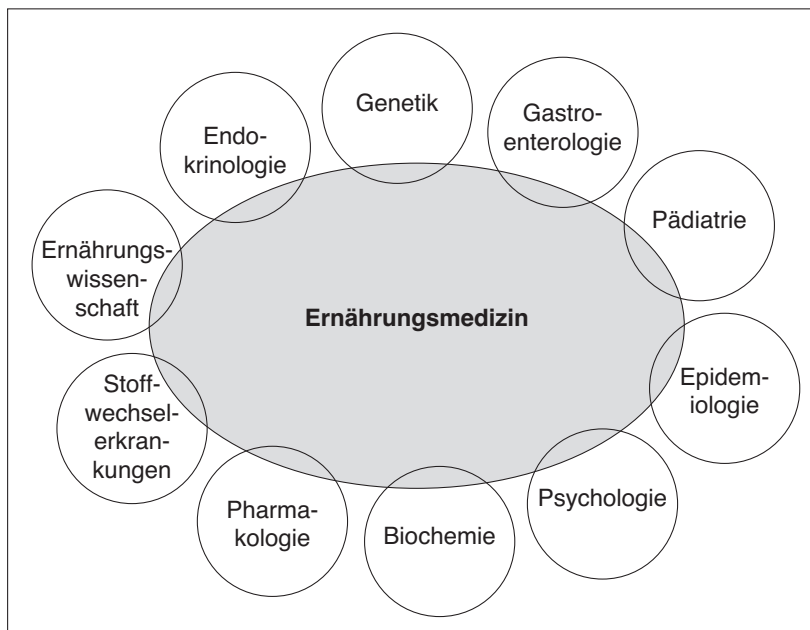 Genetik
Gastro-
enterologie
Endo-
krinologie
Pädiatrie
Ernährungs-
wissen-
schaft
Ernährungsmedizin
Epidem-
iologie
Stoff-
wechsel-
erkran-
kungen
Psychologie
Pharma-
kologie
Biochemie